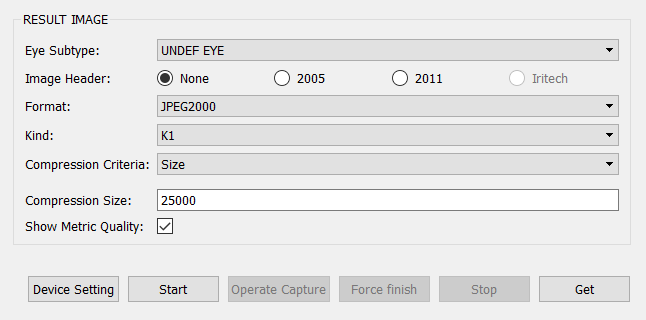 RESULT IMAGE
Eye Subtype: UNDEF EYE
Image Header: None 2005 2011 Iritech
Format: JPEG2000
Kind: K1
Compression Criteria: Size
Compression Size: 25000
Show Metric Quality:
Device Setting Start Operate Capture Force finish Stop Get